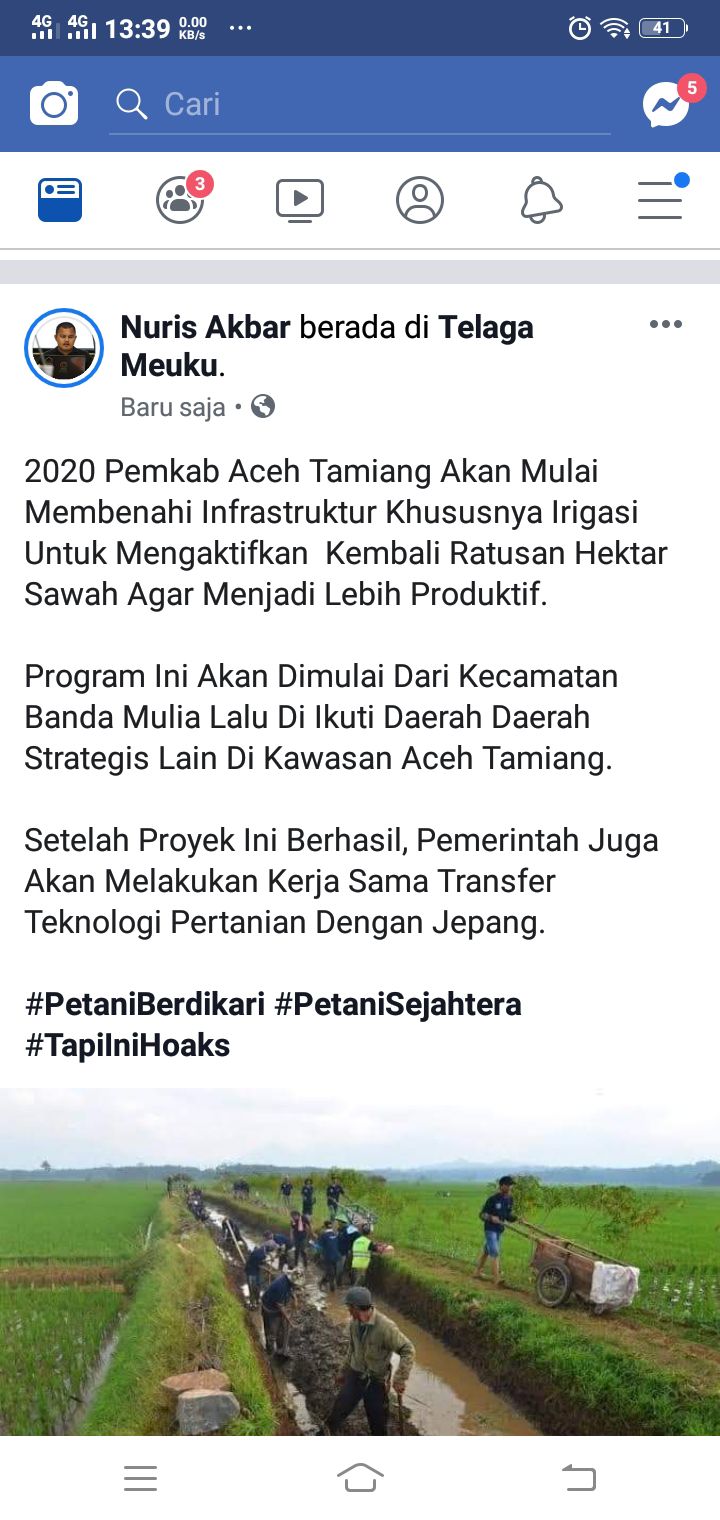 4G 4G 13:39 0.00 KB/s ... 41
Cari 5
3
Nuris Akbar berada di Telaga
Meuku.
Baru saja •
2020 Pemkab Aceh Tamiang Akan Mulai
Membenahi Infrastruktur Khususnya Irigasi
Untuk Mengaktifkan  Kembali Ratusan Hektar
Sawah Agar Menjadi Lebih Produktif.
Program Ini Akan Dimulai Dari Kecamatan
Banda Mulia Lalu Di Ikuti Daerah Daerah
Strategis Lain Di Kawasan Aceh Tamiang.
Setelah Proyek Ini Berhasil, Pemerintah Juga
Akan Melakukan Kerja Sama Transfer
Teknologi Pertanian Dengan Jepang.
#PetaniBerdikari #PetaniSejahtera
#TapiIniHoaks